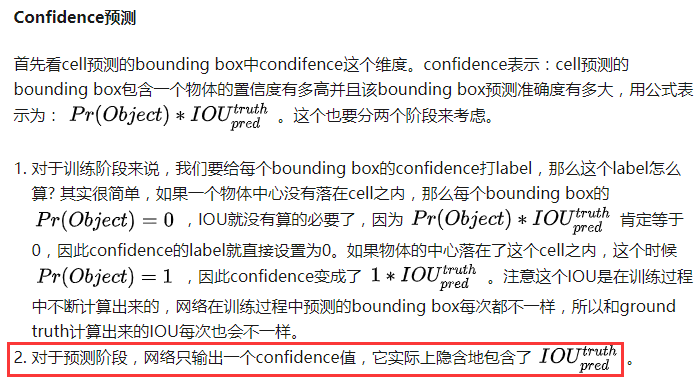 Confidence预测
首先看cell预测的bounding box中condifence这个维度。confidence表示：cell预测的
bounding box包含一个物体的置信度有多高并且该bounding box预测准确度有多大，用公式表
示为： Pr(Object) ∗ IOU^{truth}_{pred} 。这个也要分两个阶段来考虑。
1. 对于训练阶段来说，我们要给每个bounding box的confidence打label，那么这个label怎么
算? 其实很简单，如果一个物体中心没有落在cell之内，那么每个bounding box的
Pr(Object) = 0 ，IOU就没有算的必要了，因为 Pr(Object) ∗ IOU^{truth}_{pred} 肯定等于
0，因此confidence的label就直接设置为0。如果物体的中心落在了这个cell之内，这个时候
Pr(Object) = 1 ，因此confidence变成了 1 ∗ IOU^{truth}_{pred} 。注意这个IOU是在训练过程
中不断计算出来的，网络在训练过程中预测的bounding box每次都不一样，所以和ground
truth计算出来的IOU每次也会不一样。
2. 对于预测阶段，网络只输出一个confidence值，它实际上隐含地包含了 IOU^{truth}_{pred} 。